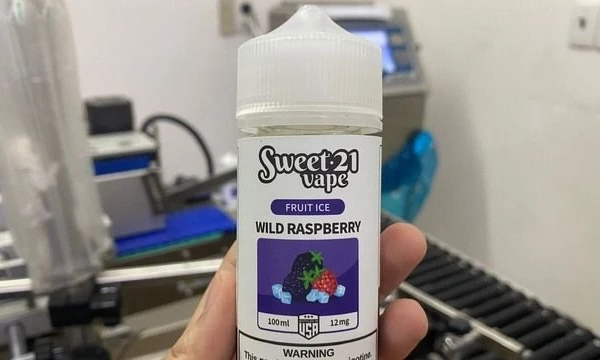 Sweet·21
vape
FRUIT ICE
WILD RASPBERRY
100ml
12mg
USA
WARNING